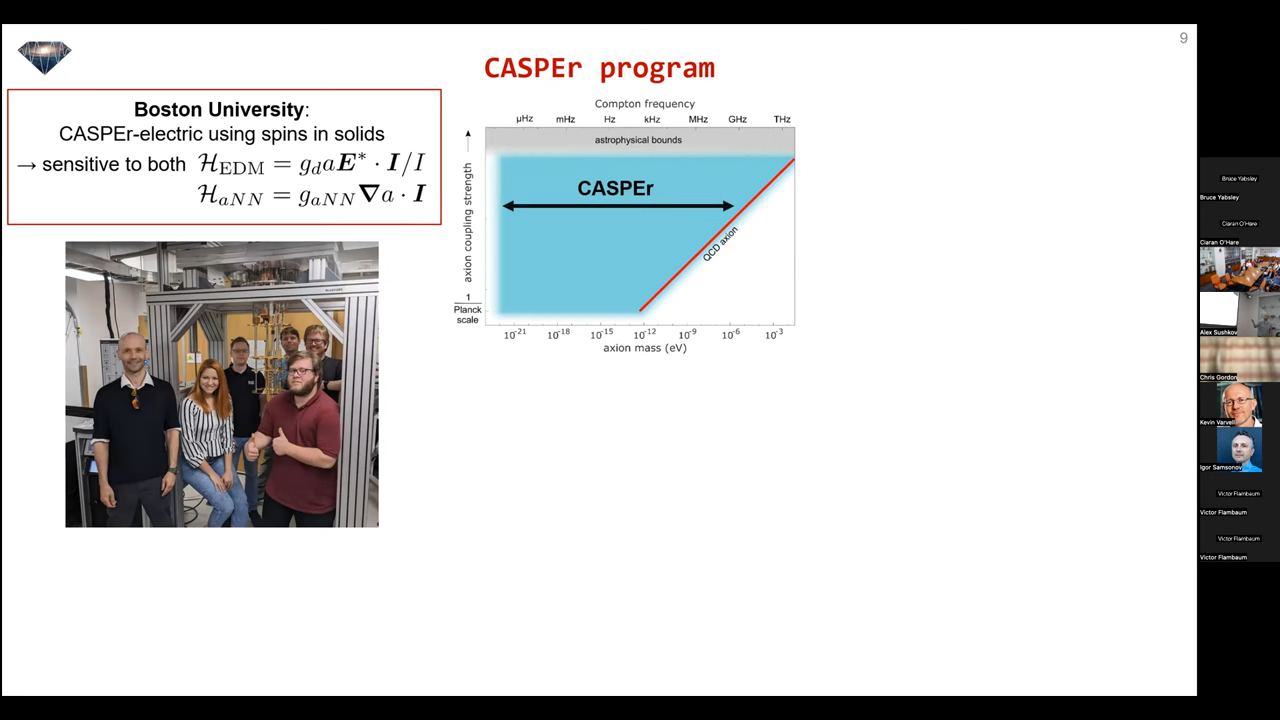 9
CASPEr program
Boston University:
CASPEr-electric using spins in solids
→ sensitive to both 𝓗_EDM = g_d a𝑬* · 𝑰/I
𝓗_aNN = g_aNN 𝛁a · 𝑰
Compton frequency
μHz mHz Hz kHz MHz GHz THz
astrophysical bounds
CASPEr
QCD axion
axion coupling strength
1
Planck
scale
10^-21 10^-18 10^-15 10^-12 10^-9 10^-6 10^-3
axion mass (eV)
Bruce Yabsley
Bruce Yabsley
Ciaran O'Hare
Ciaran O'Hare
Alex Sushkov
Chris Gordon
Kevin Varvell
Igor Samsonov
Victor Flambaum
Victor Flambaum
Victor Flambaum
Victor Flambaum